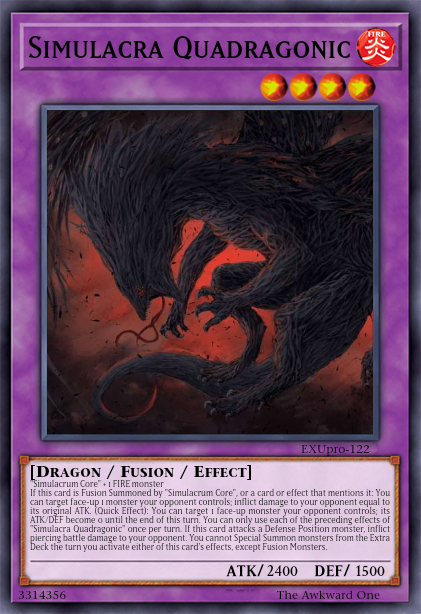 Simulacra Quadragonic
FIRE
炎
EXUpro-122
[Dragon / Fusion / Effect]
"Simulacrum Core" + 1 FIRE monster
If this card is Fusion Summoned by "Simulacrum Core", or a card or effect that mentions it: You
can target face-up 1 monster your opponent controls; inflict damage to your opponent equal to
its original ATK. (Quick Effect): You can target 1 face-up monster your opponent controls; its
ATK/DEF become 0 until the end of this turn. You can only use each of the preceding effects of
"Simulacra Quadragonic" once per turn. If this card attacks a Defense Position monster, inflict
piercing battle damage to your opponent. You cannot Special Summon monsters from the Extra
Deck the turn you activate either of this card's effects, except Fusion Monsters.
ATK/ 2400 DEF/ 1500
3314356 The Awkward One